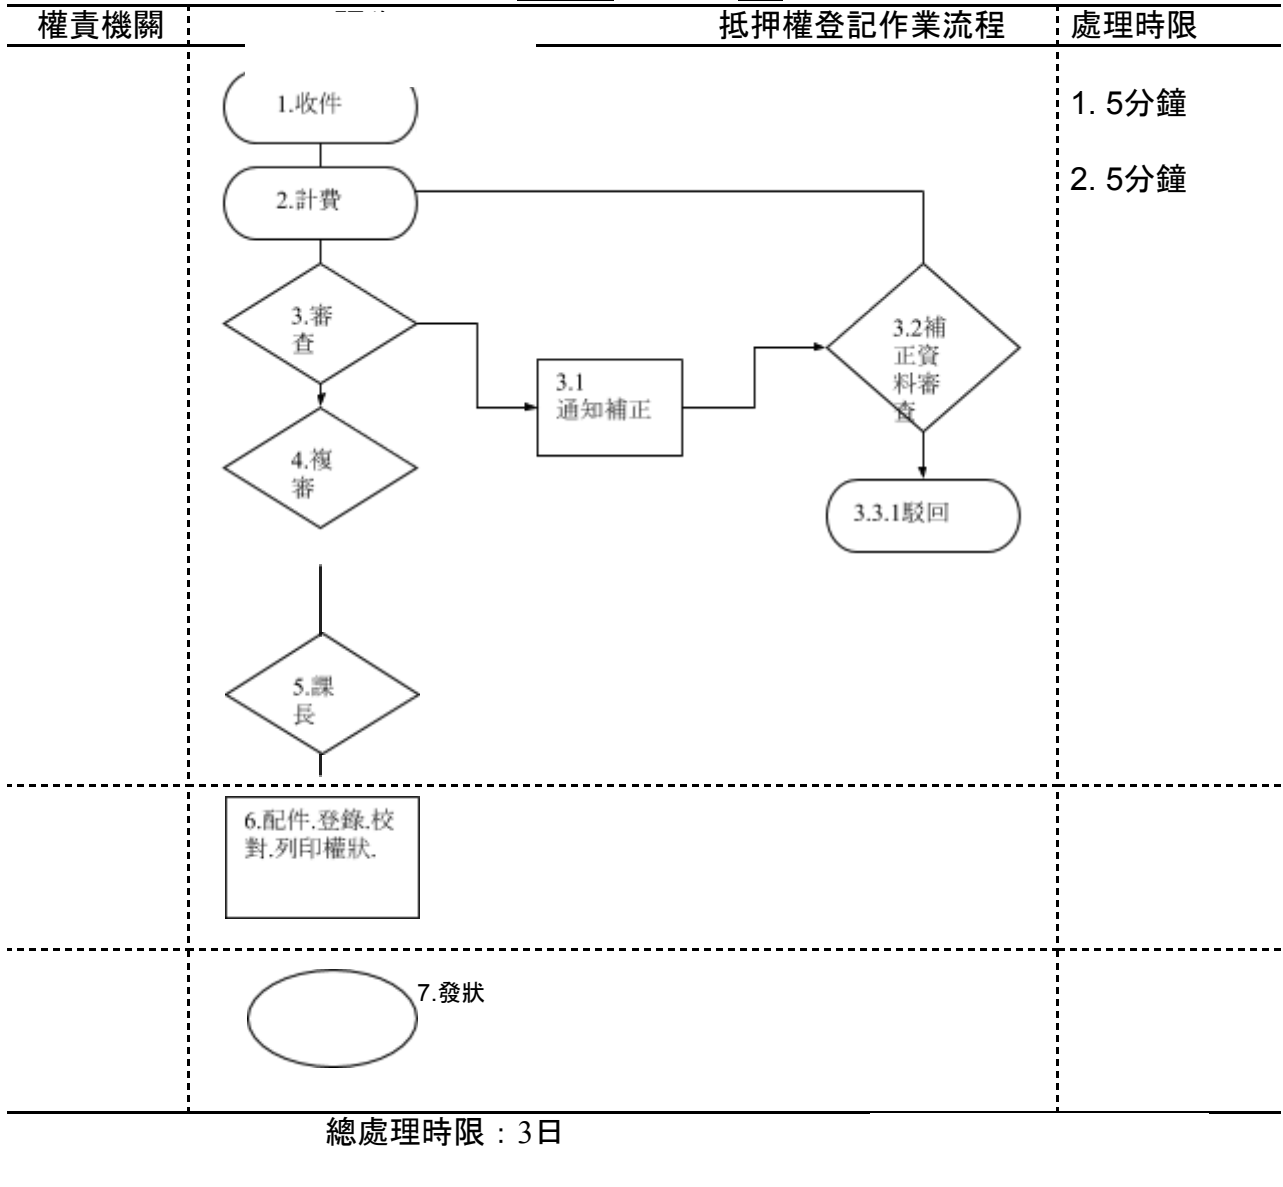 權責機關
抵押權登記作業流程
處理時限
1.收件
1. 5分鐘
2.計費
2. 5分鐘
3.審
查
3.1
通知補正
3.2補
正資
料審
查
4.複
審
3.3.1駁回
5.課
長
6.配件.登錄.校
對.列印權狀.
7.發狀
總處理時限：3日